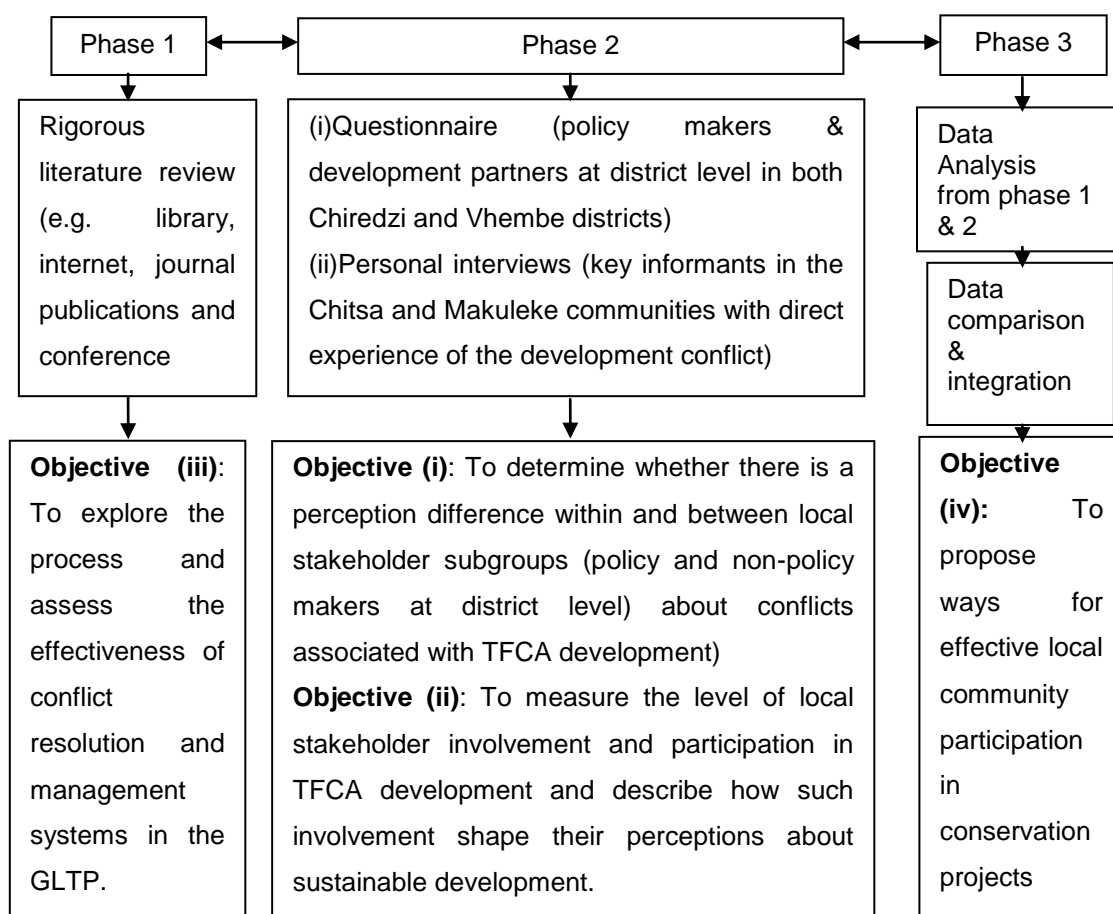 Phase 1
Phase 2
Phase 3
Rigorous
literature review
(e.g. library,
internet, journal
publications and
conference
(i)Questionnaire (policy makers &
development partners at district level in both
Chiredzi and Vhembe districts)
(ii)Personal interviews (key informants in the
Chitsa and Makuleke communities with direct
experience of the development conflict)
Data
Analysis
from phase 1
& 2
Data
comparison
&
integration
Objective (iii):
To explore the
process and
assess the
effectiveness of
conflict
resolution and
management
systems in the
GLTP.
Objective (i): To determine whether there is a
perception difference within and between local
stakeholder subgroups (policy and non-policy
makers at district level) about conflicts
associated with TFCA development)
Objective (ii): To measure the level of local
stakeholder involvement and participation in
TFCA development and describe how such
involvement shape their perceptions about
sustainable development.
Objective
(iv): To
propose
ways for
effective local
community
participation
in
conservation
projects